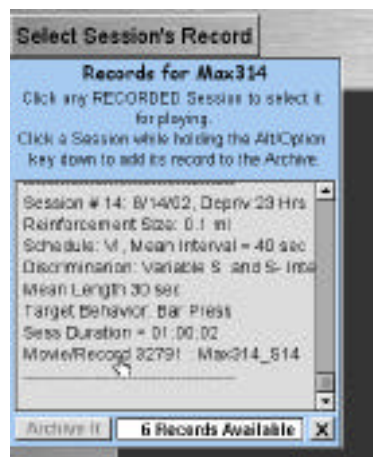 Select Session's Record
Records for Max314
Click any RECORDED Session to select it
for playing.
Click a Session while holding the Alt/Option
key down to add its record to the Archive
Session # 14: 8/14/02, Depriv 23 Hrs
Reinforcement Size: 0.1 ml
Schedule: VI, Mean Interval = 40 sec
Discrimination: Variable S and S- Inte
Mean Length 30 sec
Target Behavior: Bar Press
Sess Duration = 01:00:02
Movie/Record 32791 Max314_S14
Archive It 6 Records Available X